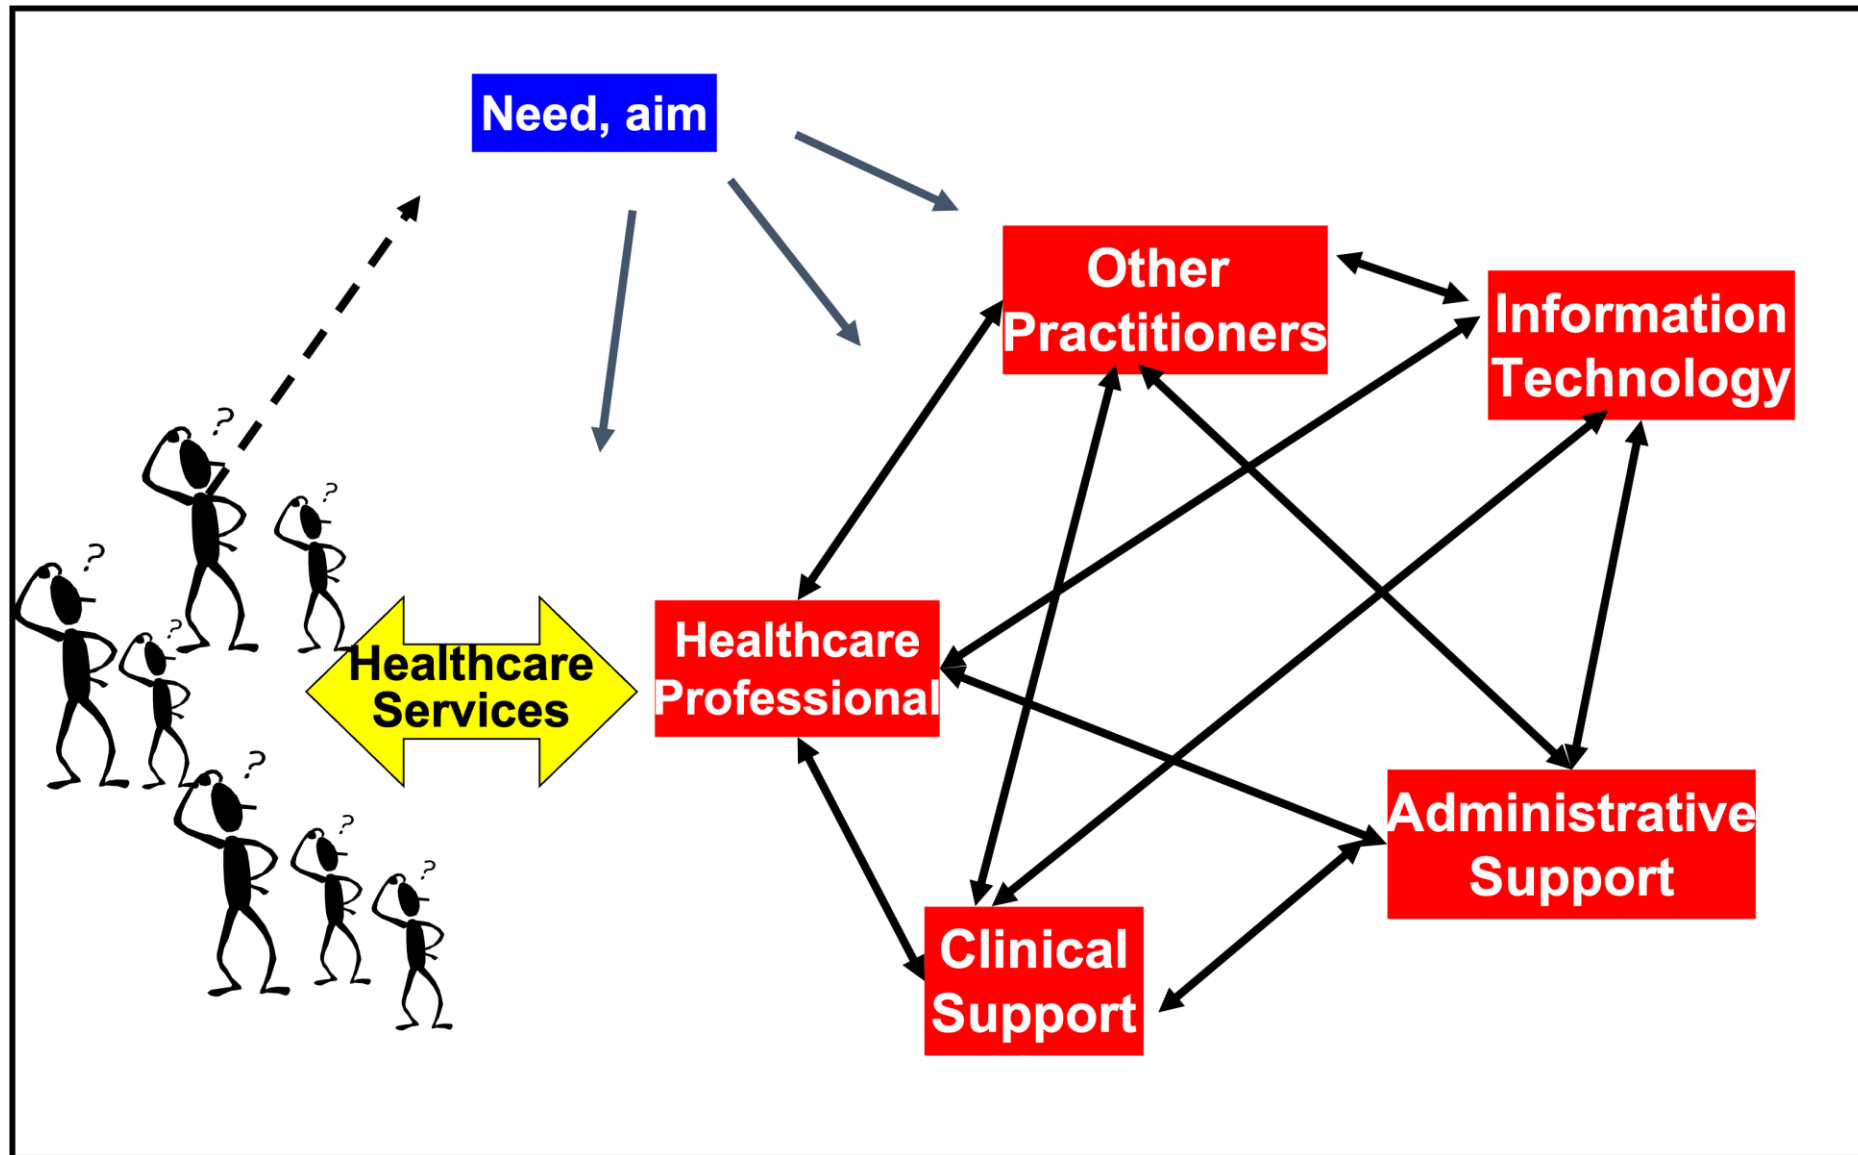 Need, aim
Other
Practitioners
Information
Technology
?
?
?
?
Healthcare
Services
Healthcare
Professional
?
?
?
Administrative
Support
Clinical
Support